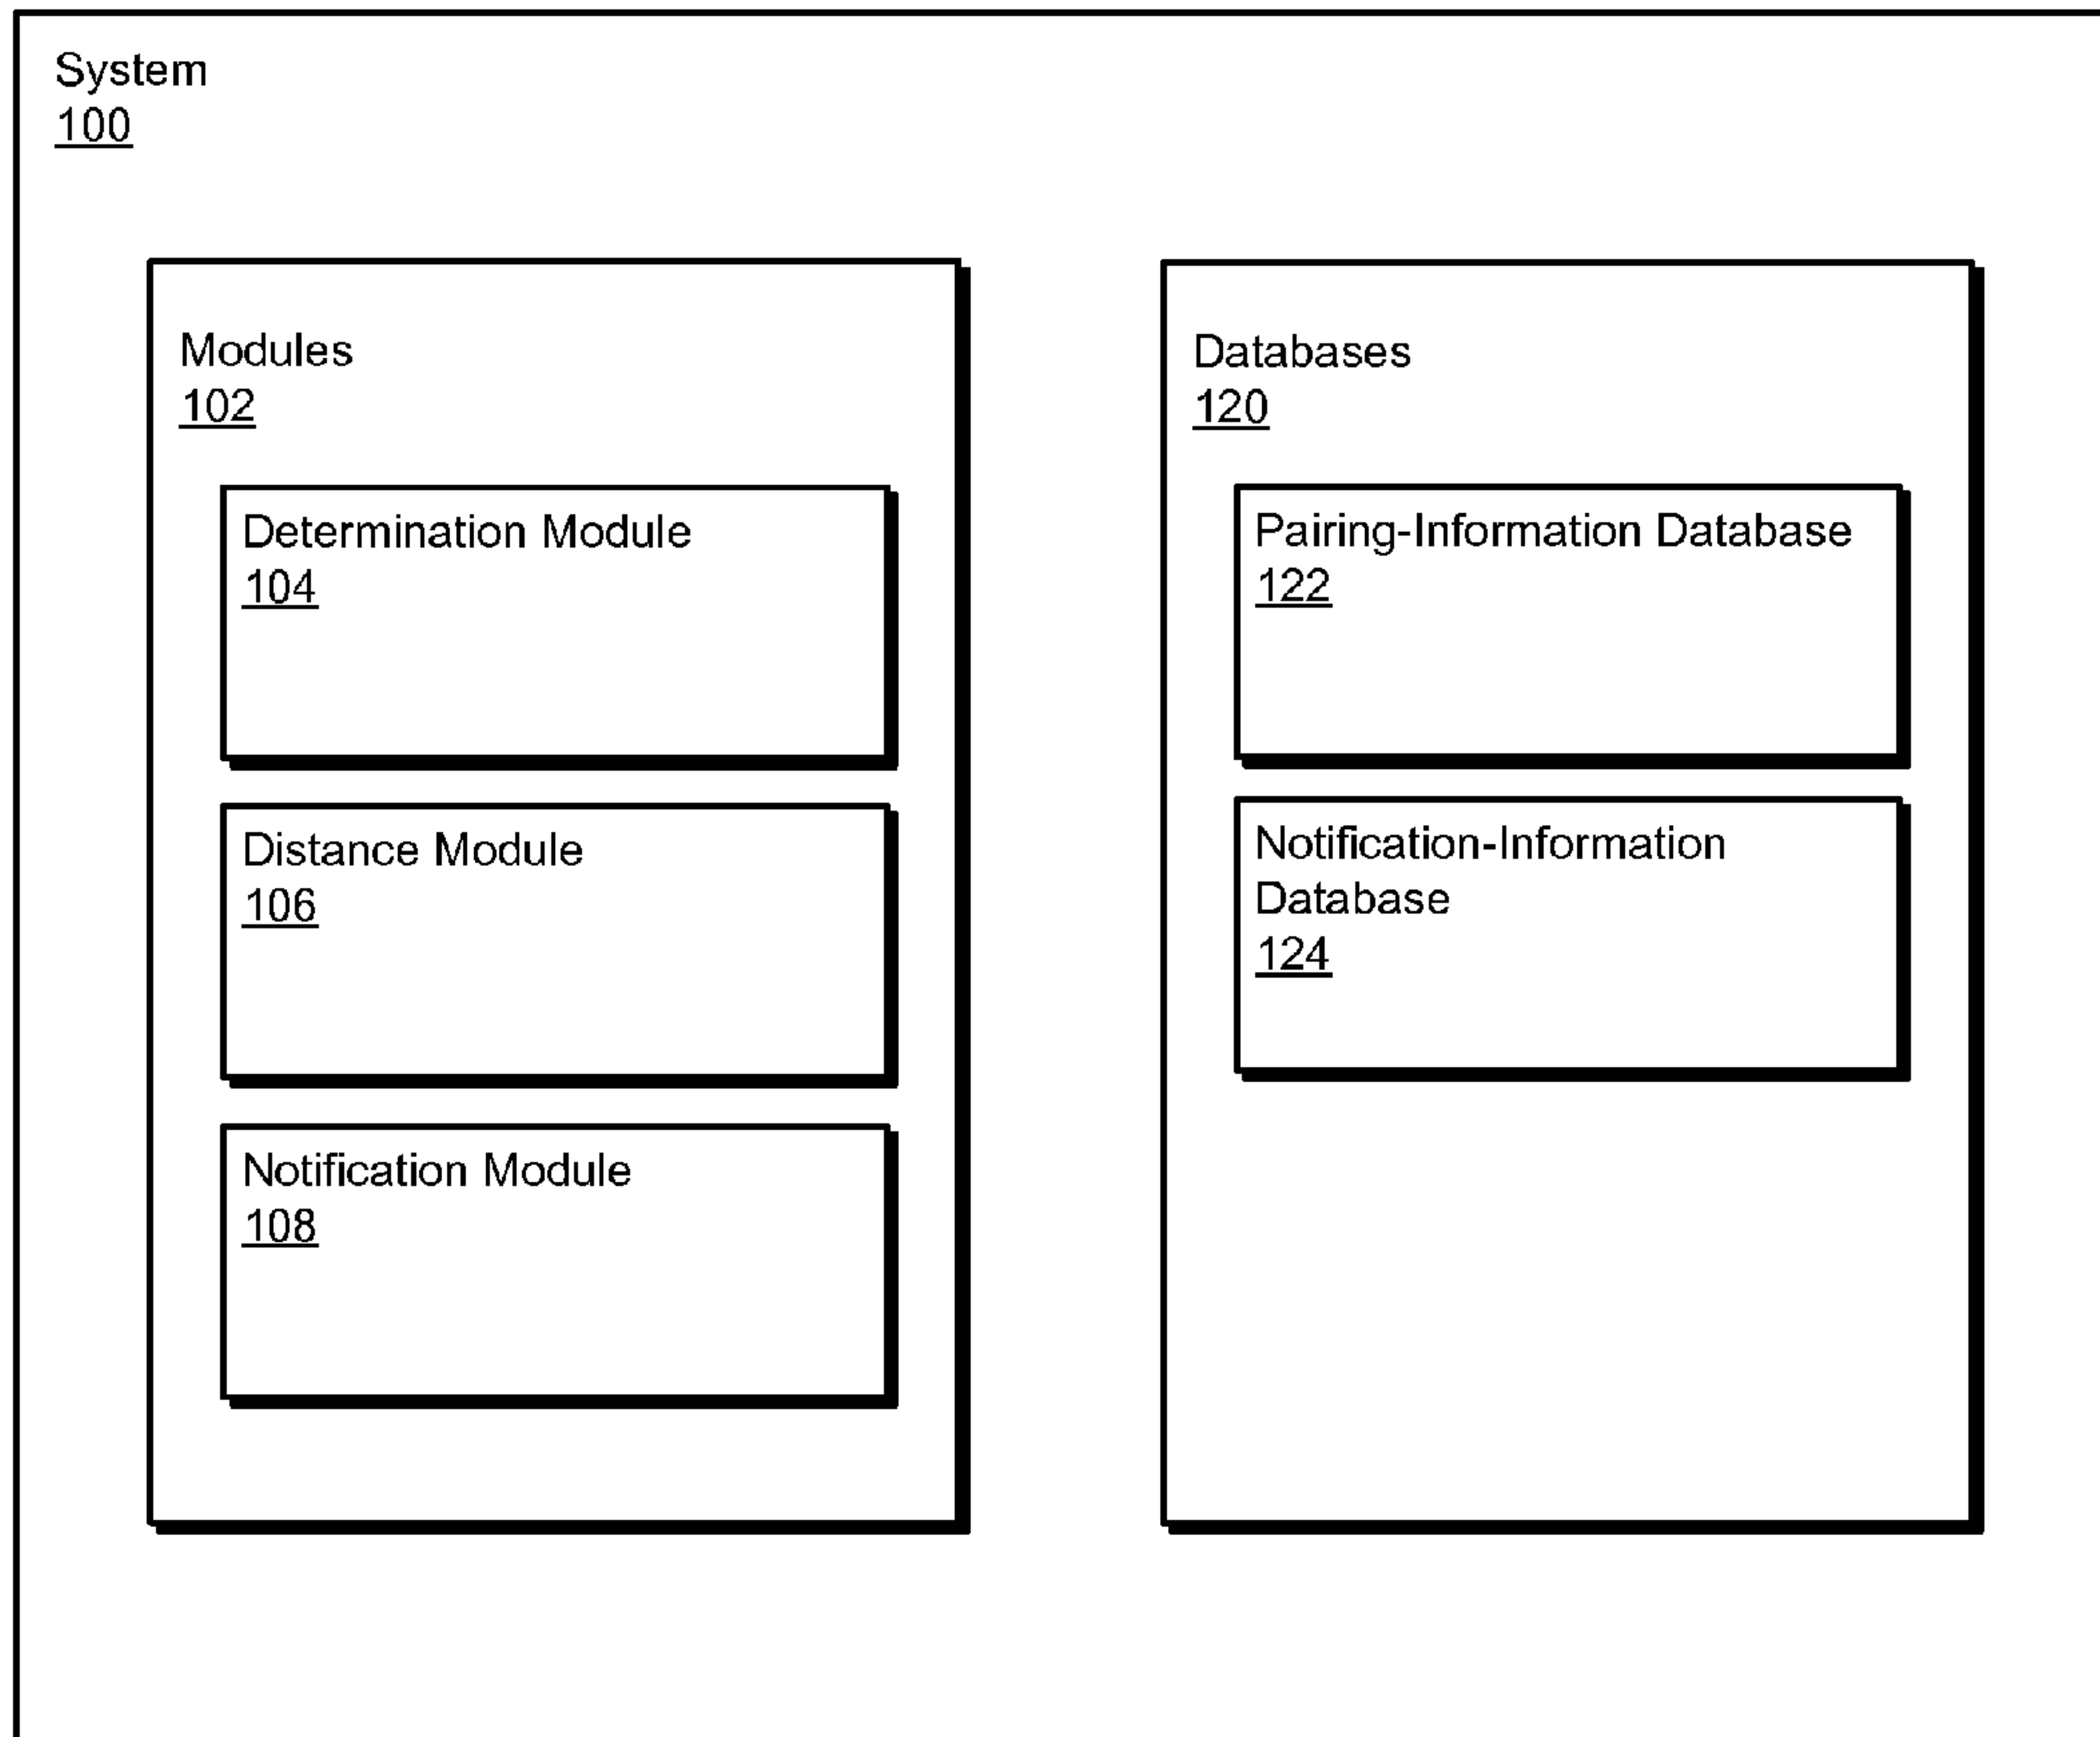 System
100
Modules
102
Determination Module
104
Distance Module
106
Notification Module
108
Databases
120
Pairing-Information Database
122
Notification-Information
Database
124